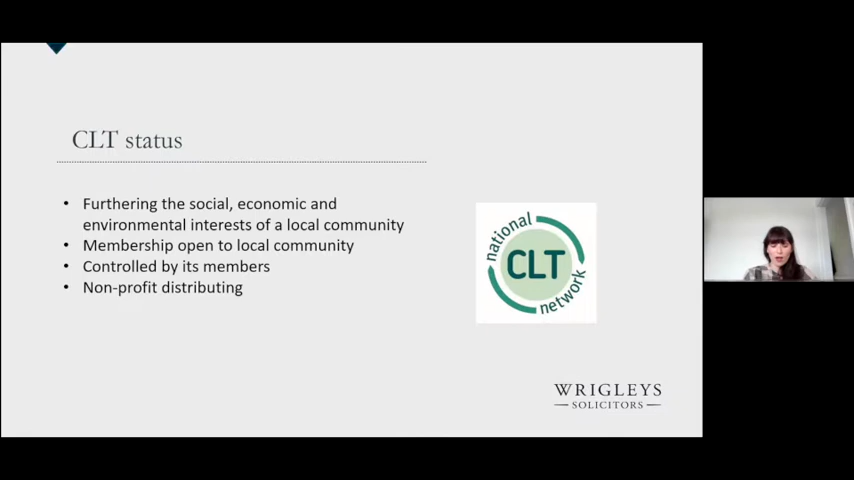 CLT status
• Furthering the social, economic and
environmental interests of a local community
• Membership open to local community
• Controlled by its members
• Non-profit distributing
national
CLT
network
WRIGLEYS
SOLICITORS